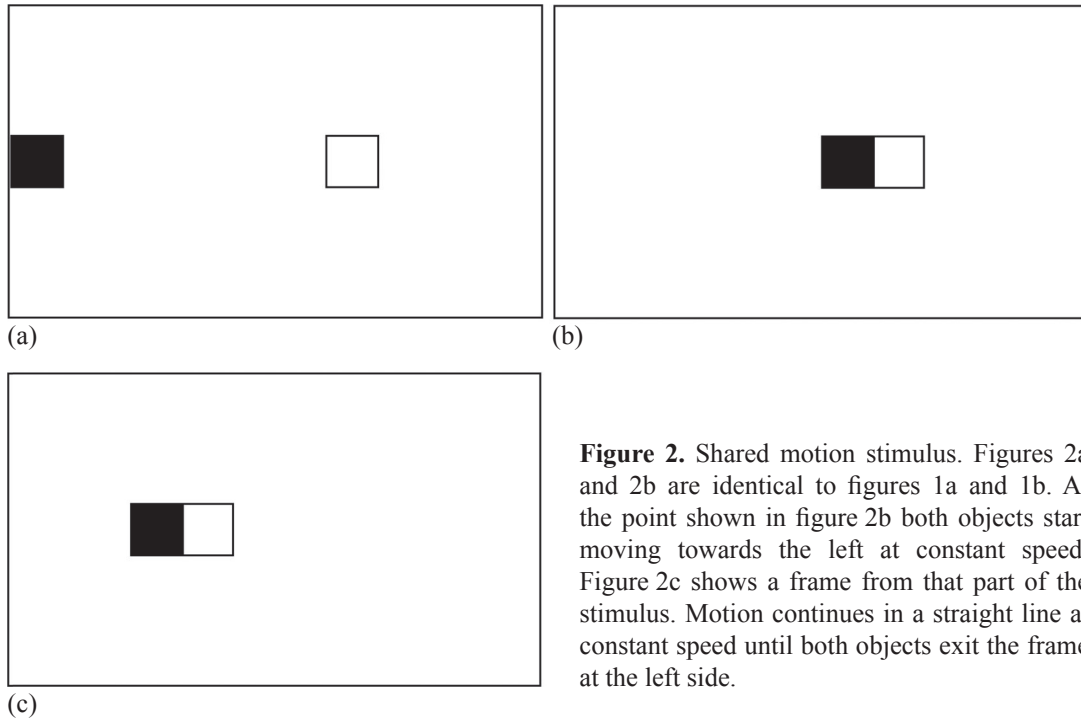 (a)
(b)
(c)
Figure 2. Shared motion stimulus. Figures 2a
and 2b are identical to figures 1a and 1b. A
the point shown in figure 2b both objects star
moving towards the left at constant speed
Figure 2c shows a frame from that part of the
stimulus. Motion continues in a straight line a
constant speed until both objects exit the frame
at the left side.